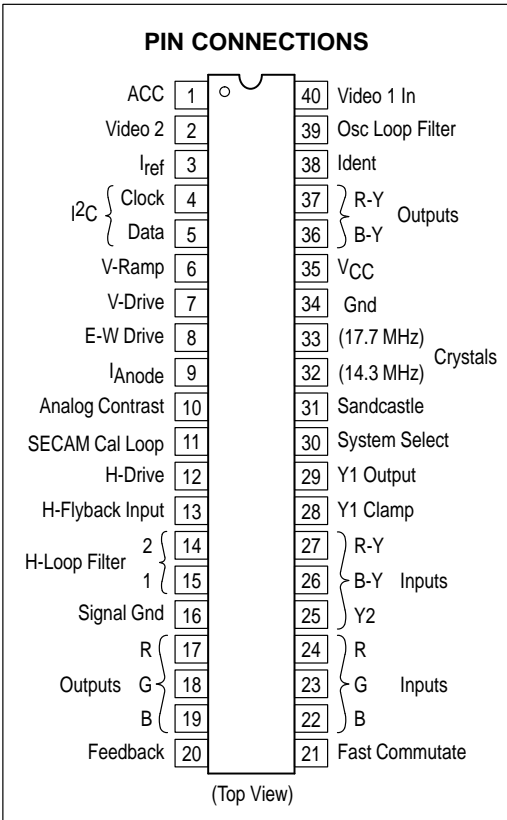 PIN CONNECTIONS
ACC 1 40 Video 1 In
Video 2 2 39 Osc Loop Filter
Iref 3 38 Ident
I2C Clock 4 37 R-Y Outputs
Data 5 36 B-Y
V-Ramp 6 35 VCC
V-Drive 7 34 Gnd
E-W Drive 8 33 (17.7 MHz) Crystals
IAnode 9 32 (14.3 MHz)
Analog Contrast 10 31 Sandcastle
SECAM Cal Loop 11 30 System Select
H-Drive 12 29 Y1 Output
H-Flyback Input 13 28 Y1 Clamp
H-Loop Filter 2 14 27 R-Y
1 15 26 B-Y Inputs
Signal Gnd 16 25 Y2
R 17 24 R
Outputs G 18 23 G Inputs
B 19 22 B
Feedback 20 21 Fast Commutate
(Top View)